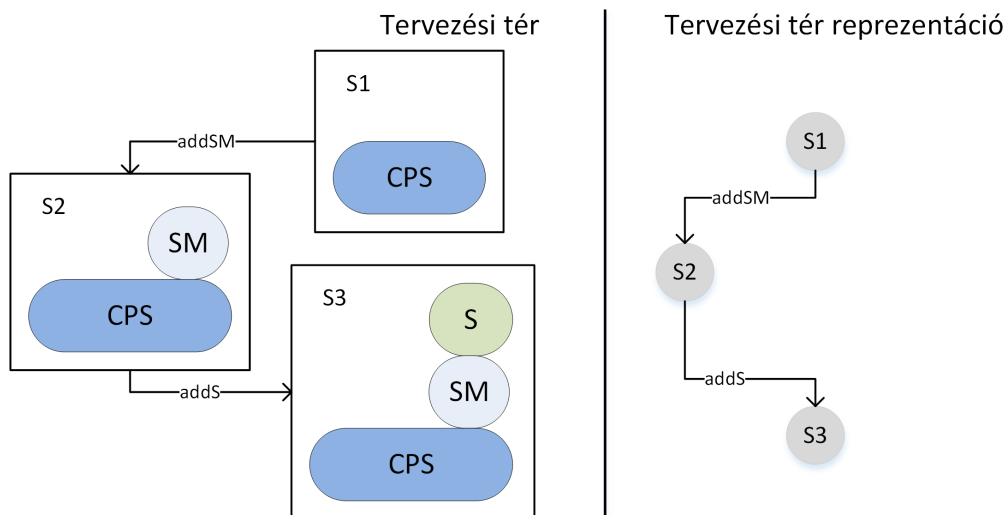 Tervezési tér
S1
CPS
addSM
S2
SM
CPS
addS
S3
S
SM
CPS
Tervezési tér reprezentáció
S1
addSM
S2
addS
S3